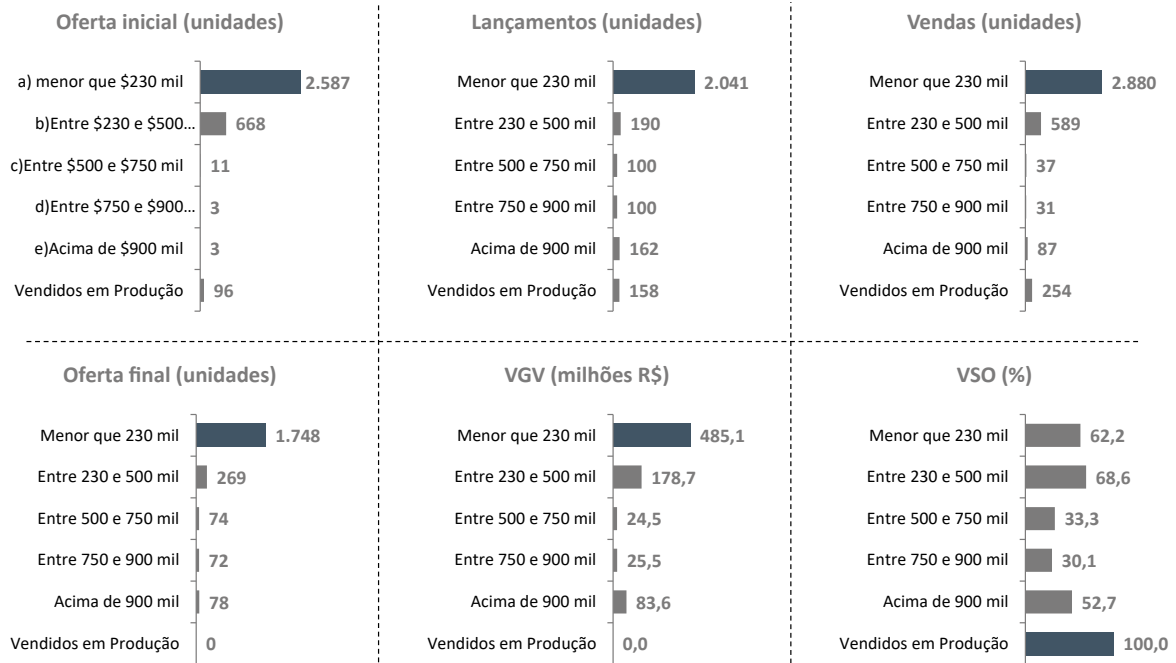 Oferta inicial (unidades)
a) menor que $230 mil 2.587
b)Entre $230 e $500... 668
c)Entre $500 e $750 mil 11
d)Entre $750 e $900... 3
e)Acima de $900 mil 3
Vendidos em Produção 96
Lançamentos (unidades)
Menor que 230 mil 2.041
Entre 230 e 500 mil 190
Entre 500 e 750 mil 100
Entre 750 e 900 mil 100
Acima de 900 mil 162
Vendidos em Produção 158
Vendas (unidades)
Menor que 230 mil 2.880
Entre 230 e 500 mil 589
Entre 500 e 750 mil 37
Entre 750 e 900 mil 31
Acima de 900 mil 87
Vendidos em Produção 254
Oferta final (unidades)
Menor que 230 mil 1.748
Entre 230 e 500 mil 269
Entre 500 e 750 mil 74
Entre 750 e 900 mil 72
Acima de 900 mil 78
Vendidos em Produção 0
VGV (milhões R$)
Menor que 230 mil 485,1
Entre 230 e 500 mil 178,7
Entre 500 e 750 mil 24,5
Entre 750 e 900 mil 25,5
Acima de 900 mil 83,6
Vendidos em Produção 0,0
VSO (%)
Menor que 230 mil 62,2
Entre 230 e 500 mil 68,6
Entre 500 e 750 mil 33,3
Entre 750 e 900 mil 30,1
Acima de 900 mil 52,7
Vendidos em Produção 100,0